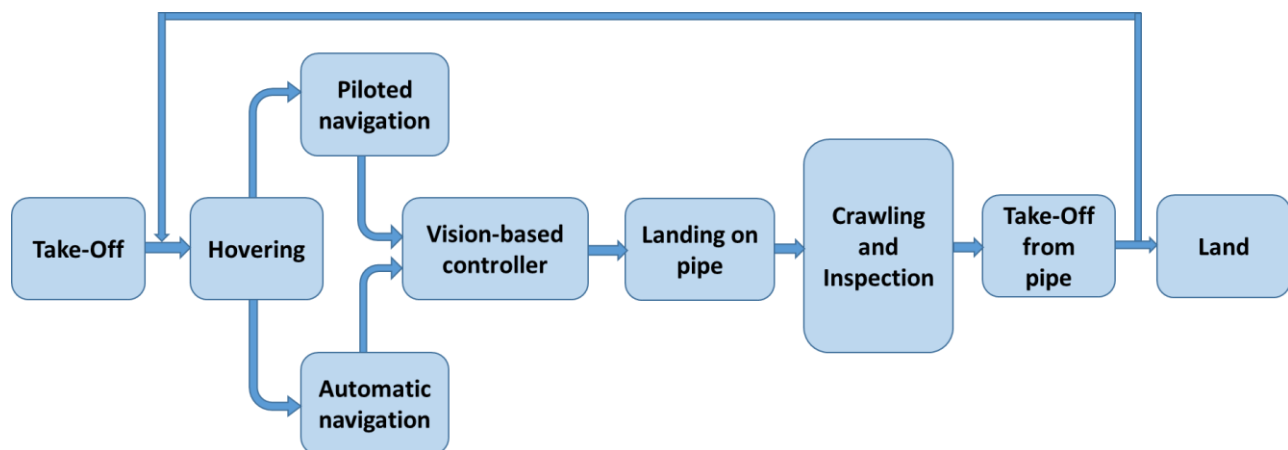 Take-Off
Hovering
Piloted
navigation
Automatic
navigation
Vision-based
controller
Landing on
pipe
Crawling
and
Inspection
Take-Off
from
pipe
Land